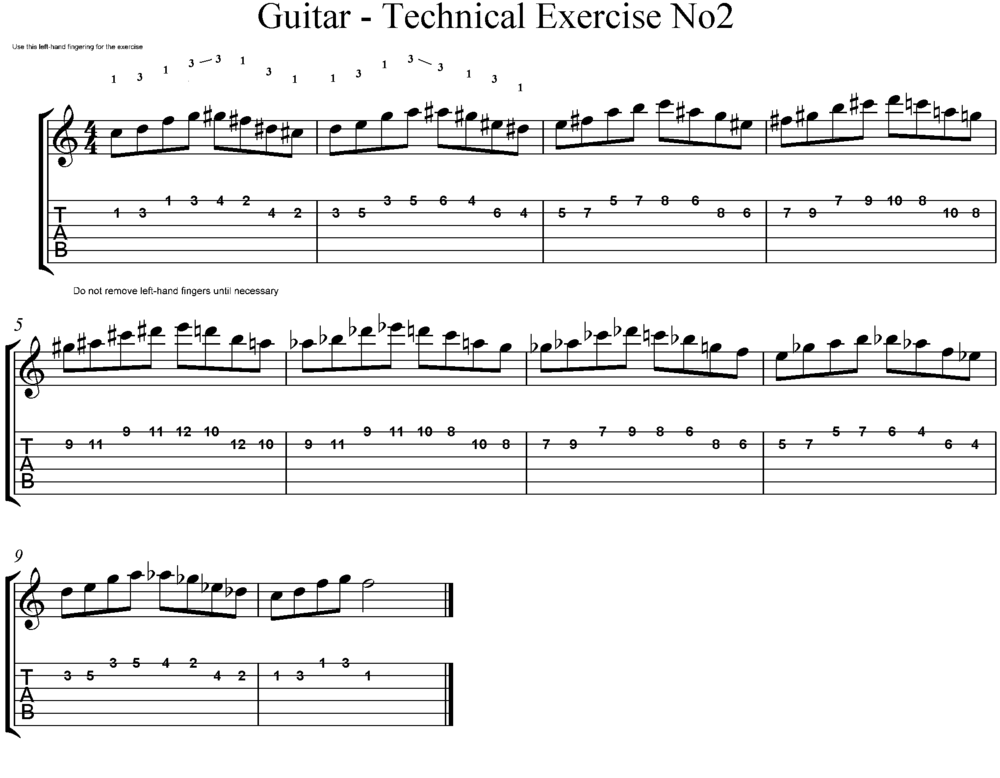 Guitar - Technical Exercise No2
Use this left-hand fingering for the exercise
1 3 1 3 3 1 3 1 1 3 1 3 3 1 3 1
4 4
1 3 4 2 3 5 6 4 5 7 8 6 7 9 10 8
T 1 3 4 2 3 5 6 4 5 7 8 6 7 9 10 8
A
B
Do not remove left-hand fingers until necessary
5
9 11 12 10 9 11 10 8 7 9 8 6 5 7 6 4
T 9 11 12 10 9 11 10 8 7 9 8 6 5 7 6 4
A
B
9
3 5 4 2 1 3
T 3 5 4 2 1 3 1
A
B